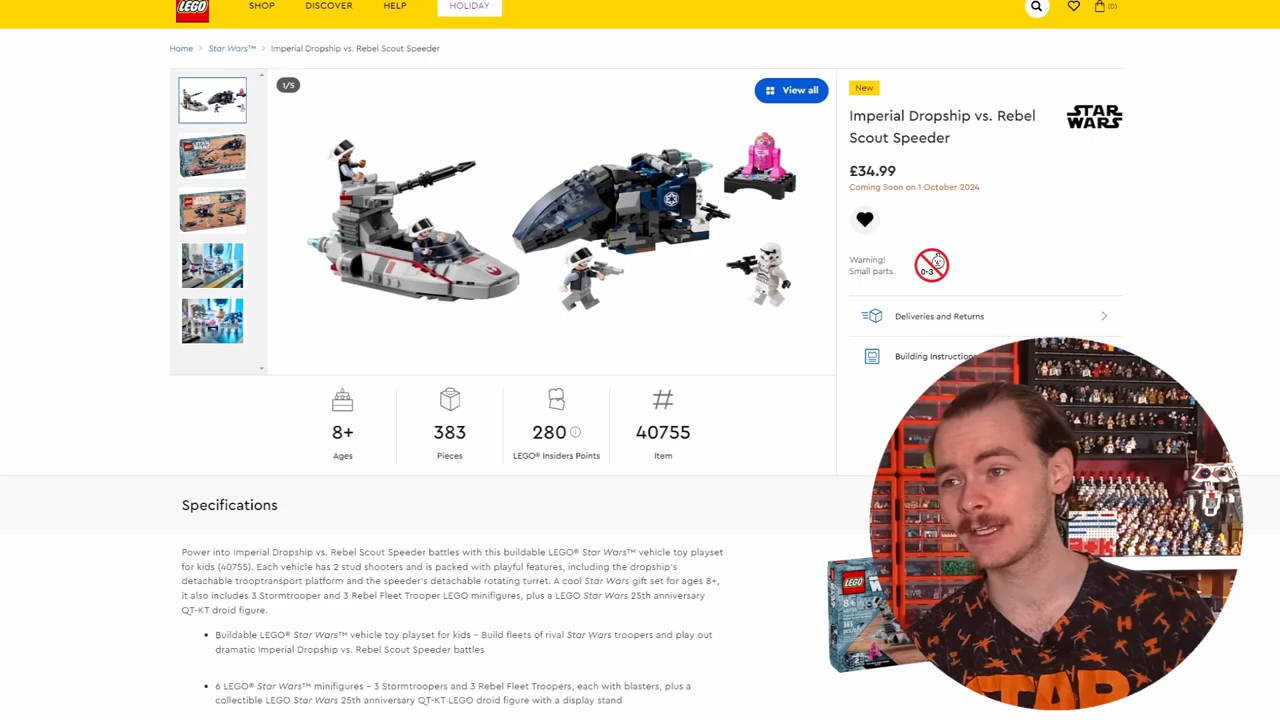 LEGO
SHOP
DISCOVER
HELP
HOLIDAY
(0)
Home > Star Wars™ > Imperial Dropship vs. Rebel Scout Speeder
1/5
View all
New
Imperial Dropship vs. Rebel
Scout Speeder
STAR
WARS
£34.99
Coming Soon on 1 October 2024
Warning!
Small parts.
0-3
Deliveries and Returns
Building Instructions
8+
Ages
383
Pieces
280
LEGO® Insiders Points
#
40755
Item
Specifications
Power into Imperial Dropship vs. Rebel Scout Speeder battles with this buildable LEGO® Star Wars™ vehicle toy playset
for kids (40755). Each vehicle has 2 stud shooters and is packed with playful features, including the dropship's
detachable trooptransport platform and the speeder's detachable rotating turret. A cool Star Wars gift set for ages 8+,
it also includes 3 Stormtrooper and 3 Rebel Fleet Trooper LEGO minifigures, plus a LEGO Star Wars 25th anniversary
QT-KT droid figure.
• Buildable LEGO® Star Wars™ vehicle toy playset for kids – Build fleets of rival Star Wars troopers and play out
dramatic Imperial Dropship vs. Rebel Scout Speeder battles
• 6 LEGO® Star Wars™ minifigures – 3 Stormtroopers and 3 Rebel Fleet Troopers, each with blasters, plus a
collectible LEGO Star Wars 25th anniversary QT-KT LEGO droid figure with a display stand
LEGO
8+
STAR